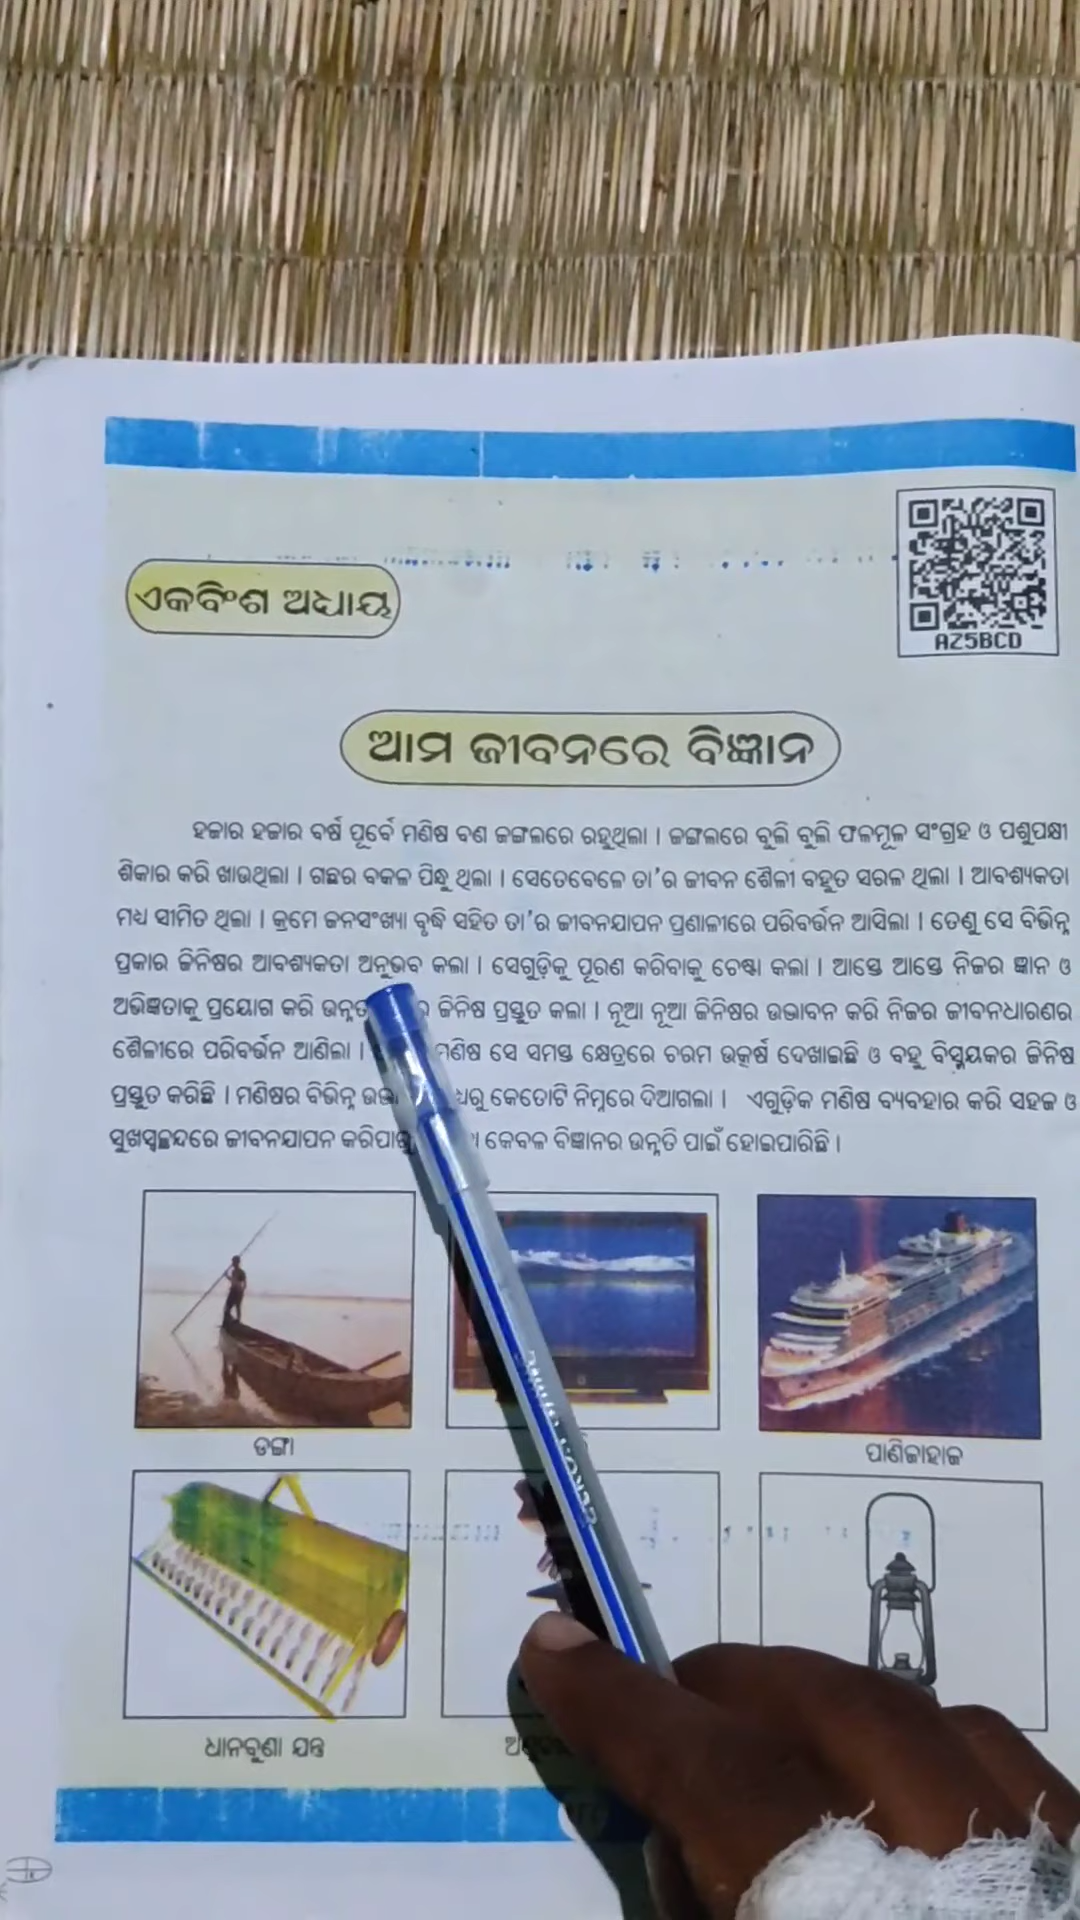 AZ5BCD
ଏକବିଂଶ ଅଧ୍ୟାୟ
ଆମ ଜୀବନରେ ବିଜ୍ଞାନ
ହଜାର ହଜାର ବର୍ଷ ପୂର୍ବେ ମଣିଷ ବଣ ଜଙ୍ଗଲରେ ରହୁଥିଲା । ଜଙ୍ଗଲରେ ବୁଲି ବୁଲି ଫଳମୂଳ ସଂଗ୍ରହ ଓ ପଶୁପକ୍ଷୀ
ଶିକାର କରି ଖାଉଥିଲା । ଗଛର ବକଳ ପିନ୍ଧୁ ଥିଲା । ସେତେବେଳେ ତା'ର ଜୀବନ ଶୈଳୀ ବହୁତ ସରଳ ଥିଲା । ଆବଶ୍ୟକତା
ମଧ୍ୟ ସୀମିତ ଥିଲା । କ୍ରମେ ଜନସଂଖ୍ୟା ବୃଦ୍ଧି ସହିତ ତା'ର ଜୀବନଯାପନ ପ୍ରଣାଳୀରେ ପରିବର୍ତ୍ତନ ଆସିଲା । ତେଣୁ ସେ ବିଭିନ୍ନ
ପ୍ରକାର ଜିନିଷର ଆବଶ୍ୟକତା ଅନୁଭବ କଲା । ସେଗୁଡ଼ିକୁ ପୂରଣ କରିବାକୁ ଚେଷ୍ଟା କଲା । ଆସ୍ତେ ଆସ୍ତେ ନିଜର ଜ୍ଞାନ ଓ
ଅଭିଜ୍ଞତାକୁ ପ୍ରୟୋଗ କରି ଉନ୍ନତ ଜିନିଷ ପ୍ରସ୍ତୁତ କଲା । ନୂଆ ନୂଆ ଜିନିଷର ଉଦ୍ଭାବନ କରି ନିଜର ଜୀବନଧାରଣର
ଶୈଳୀରେ ପରିବର୍ତ୍ତନ ଆଣିଲା । ମଣିଷ ସେ ସମସ୍ତ କ୍ଷେତ୍ରରେ ଚରମ ଉତ୍କର୍ଷ ଦେଖାଇଛି ଓ ବହୁ ବିସ୍ମୟକର ଜିନିଷ
ପ୍ରସ୍ତୁତ କରିଛି । ମଣିଷର ବିଭିନ୍ନ କେତୋଟି ନିମ୍ନରେ ଦିଆଗଲା । ଏଗୁଡ଼ିକ ମଣିଷ ବ୍ୟବହାର କରି ସହଜ ଓ
ସୁଖସ୍ୱଚ୍ଛନ୍ଦରେ ଜୀବନଯାପନ କେବଳ ବିଜ୍ଞାନର ଉନ୍ନତି ପାଇଁ ହୋଇପାରିଛି ।
ଡଙ୍ଗା
ପାଣିଜାହାଜ
ଧାନବୁଣା ଯନ୍ତ୍ର